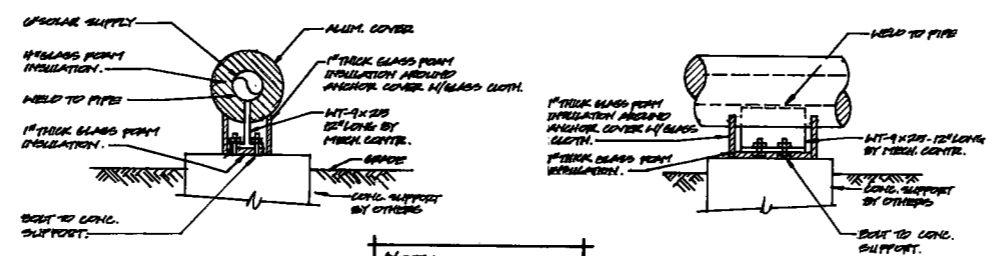 6"SOLAR SUPPLY
4" GLASS FOAM
INSULATION.
WELD TO PIPE
1" THICK GLASS FOAM
INSULATION.
BOLT TO CONC.
SUPPORT.
ALUM. COVER
1" THICK GLASS FOAM
INSULATION AROUND
ANCHOR COVER W/GLASS CLOTH.
WT-9x25
12" LONG BY
MECH. CONTR.
GRADE
CONC. SUPPORT
BY OTHERS
WELD TO PIPE
1" THICK GLASS FOAM
INSULATION AROUND
ANCHOR COVER W/ GLASS
CLOTH.
1" THICK GLASS FOAM
INSULATION.
WT-9x25-12" LONG
BY MECH. CONTR.
CONC. SUPPORT
BY OTHERS
BOLT TO CONC.
SUPPORT.